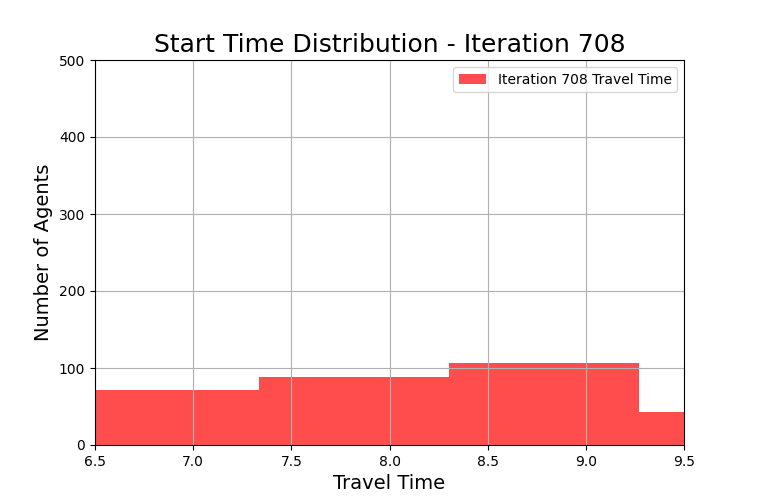 Start Time Distribution - Iteration 708
Iteration 708 Travel Time
Number of Agents
500
400
300
200
100
0
6.5 7.0 7.5 8.0 8.5 9.0 9.5
Travel Time